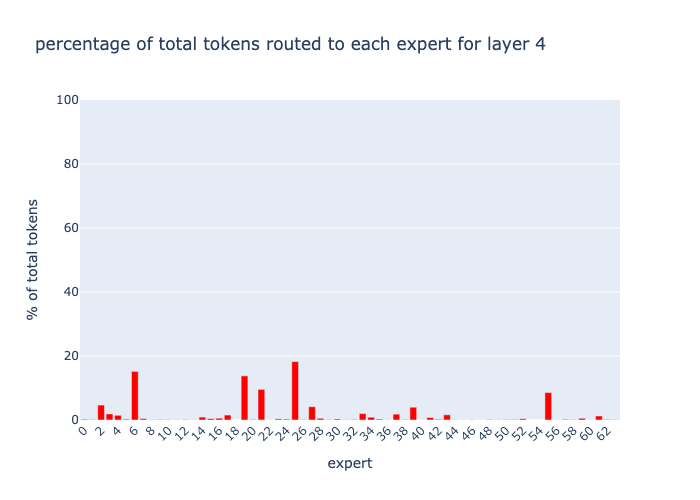 percentage of total tokens routed to each expert for layer 4
100
80
60
40
20
0
% of total tokens
0 2 4 6 8 10 12 14 16 18 20 22 24 26 28 30 32 34 36 38 40 42 44 46 48 50 52 54 56 58 60 62
expert